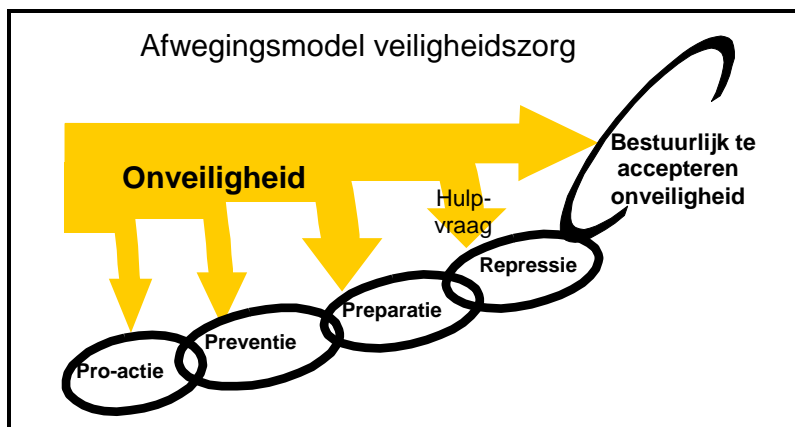 Afwegingsmodel veiligheidszorg
Onveiligheid
Bestuurlijk te
accepteren
onveiligheid
Hulp-
vraag
Repressie
Preparatie
Preventie
Pro-actie